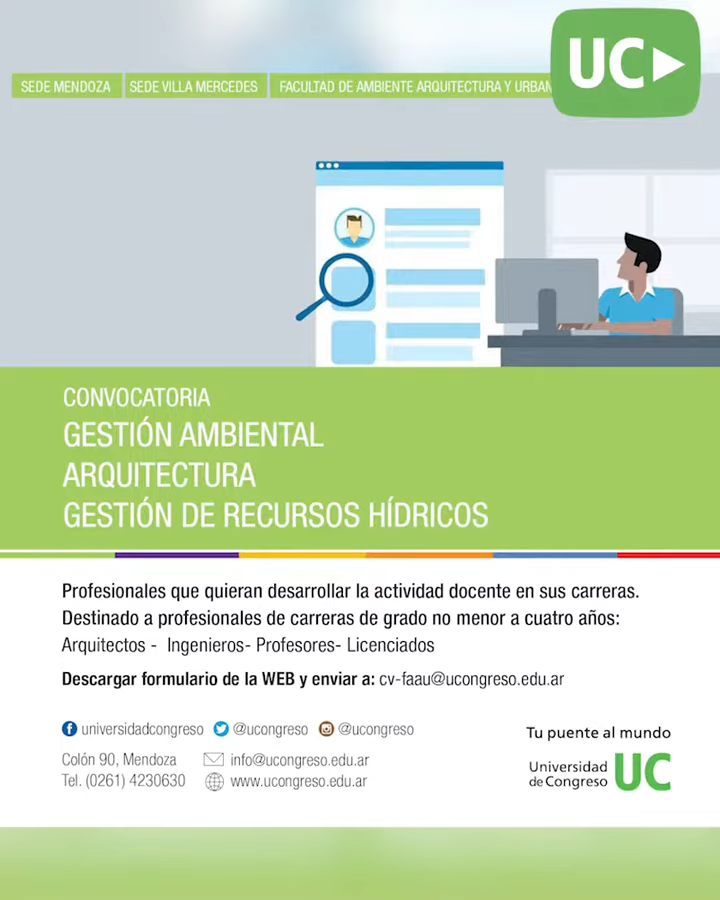 UC
SEDE MENDOZA SEDE VILLA MERCEDES FACULTAD DE AMBIENTE ARQUITECTURA Y URBAN
CONVOCATORIA
GESTIÓN AMBIENTAL
ARQUITECTURA
GESTIÓN DE RECURSOS HÍDRICOS
Profesionales que quieran desarrollar la actividad docente en sus carreras.
Destinado a profesionales de carreras de grado no menor a cuatro años:
Arquitectos - Ingenieros- Profesores- Licenciados
Descargar formulario de la WEB y enviar a: cv-faau@ucongreso.edu.ar
universidadcongreso @ucongreso @ucongreso
Colón 90, Mendoza info@ucongreso.edu.ar
Tel. (0261) 4230630 www.ucongreso.edu.ar
Tu puente al mundo
Universidad
de Congreso UC